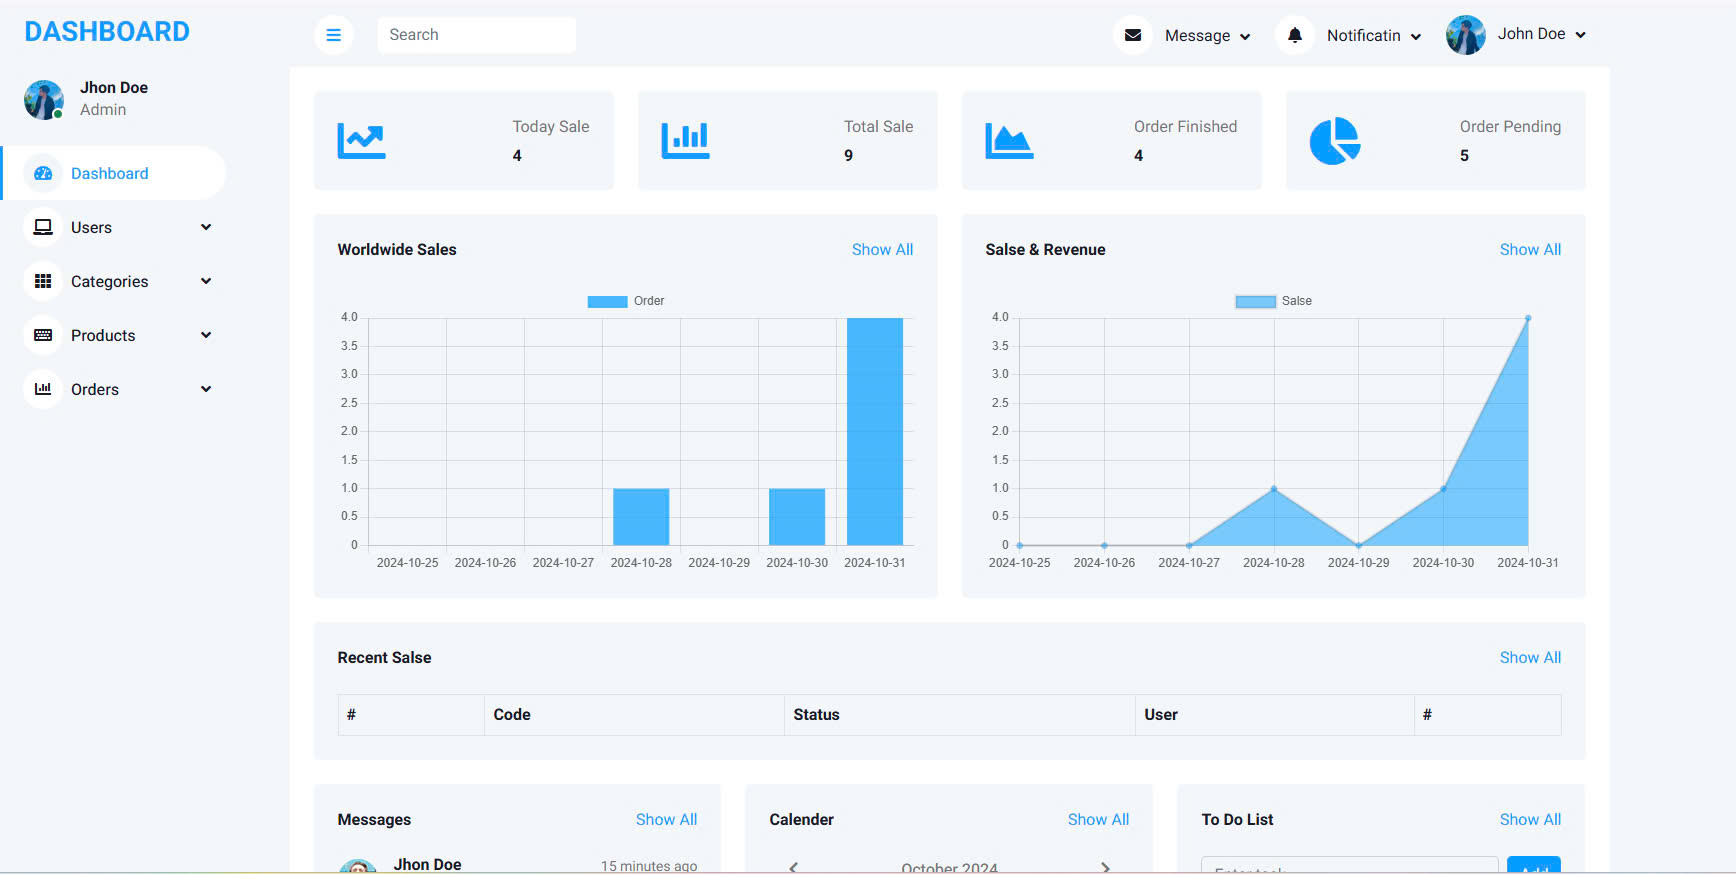 DASHBOARD
Search
Message
Notificatin
John Doe
Jhon Doe
Admin
Dashboard
Users
Categories
Products
Orders
Today Sale
4
Total Sale
9
Order Finished
4
Order Pending
5
Worldwide Sales Show All
Order
4.0
3.5
3.0
2.5
2.0
1.5
1.0
0.5
0
2024-10-25 2024-10-26 2024-10-27 2024-10-28 2024-10-29 2024-10-30 2024-10-31
Salse & Revenue Show All
Salse
4.0
3.5
3.0
2.5
2.0
1.5
1.0
0.5
0
2024-10-25 2024-10-26 2024-10-27 2024-10-28 2024-10-29 2024-10-30 2024-10-31
Recent Salse Show All
# Code Status User #
Messages Show All
Jhon Doe 15 minutes ago
Calender Show All
October 2024
To Do List Show All
Enter task
Add